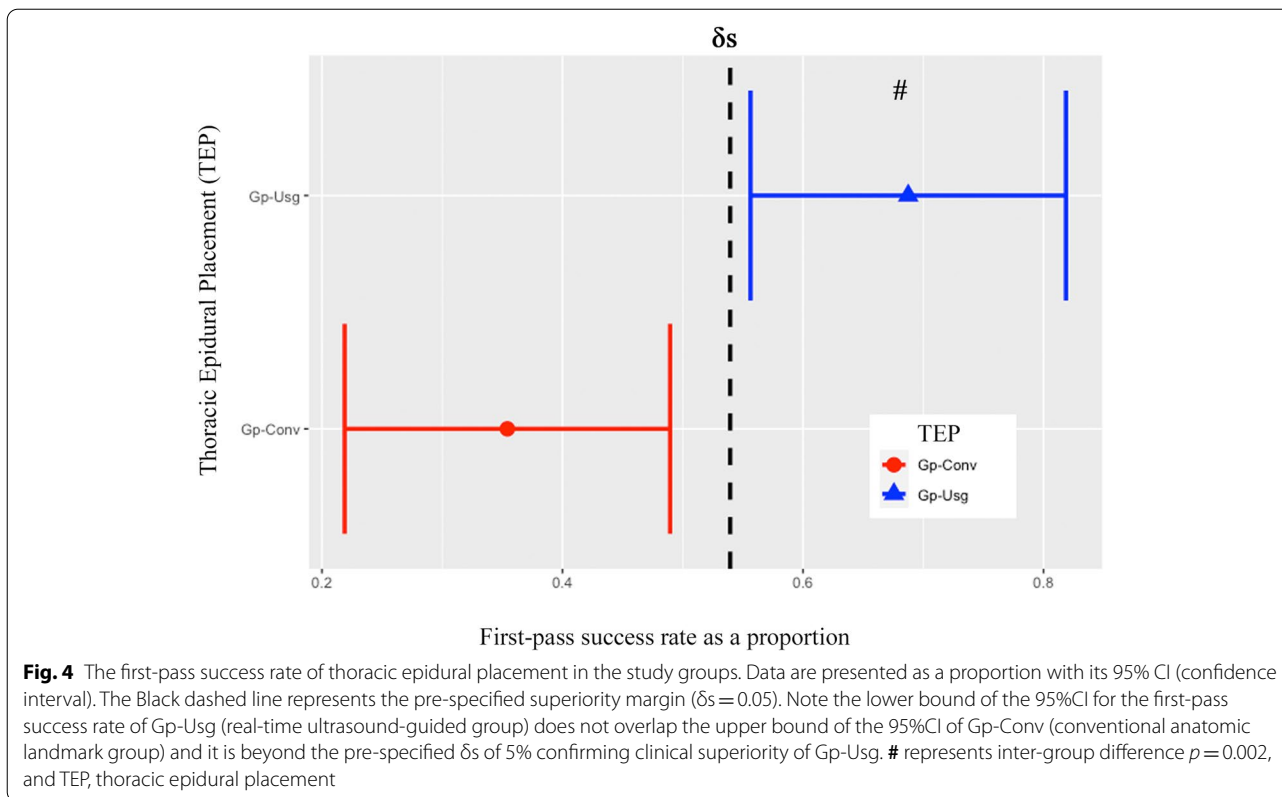 δs
#
Thoracic Epidural Placement (TEP)
Gp-Usg
Gp-Conv
TEP
Gp-Conv
Gp-Usg
0.2
0.4
0.6
0.8
First-pass success rate as a proportion
Fig. 4 The first-pass success rate of thoracic epidural placement in the study groups. Data are presented as a proportion with its 95% CI (confidence
interval). The Black dashed line represents the pre-specified superiority margin (δs = 0.05). Note the lower bound of the 95%CI for the first-pass
success rate of Gp-Usg (real-time ultrasound-guided group) does not overlap the upper bound of the 95%CI of Gp-Conv (conventional anatomic
landmark group) and it is beyond the pre-specified δs of 5% confirming clinical superiority of Gp-Usg. # represents inter-group difference p = 0.002,
and TEP, thoracic epidural placement